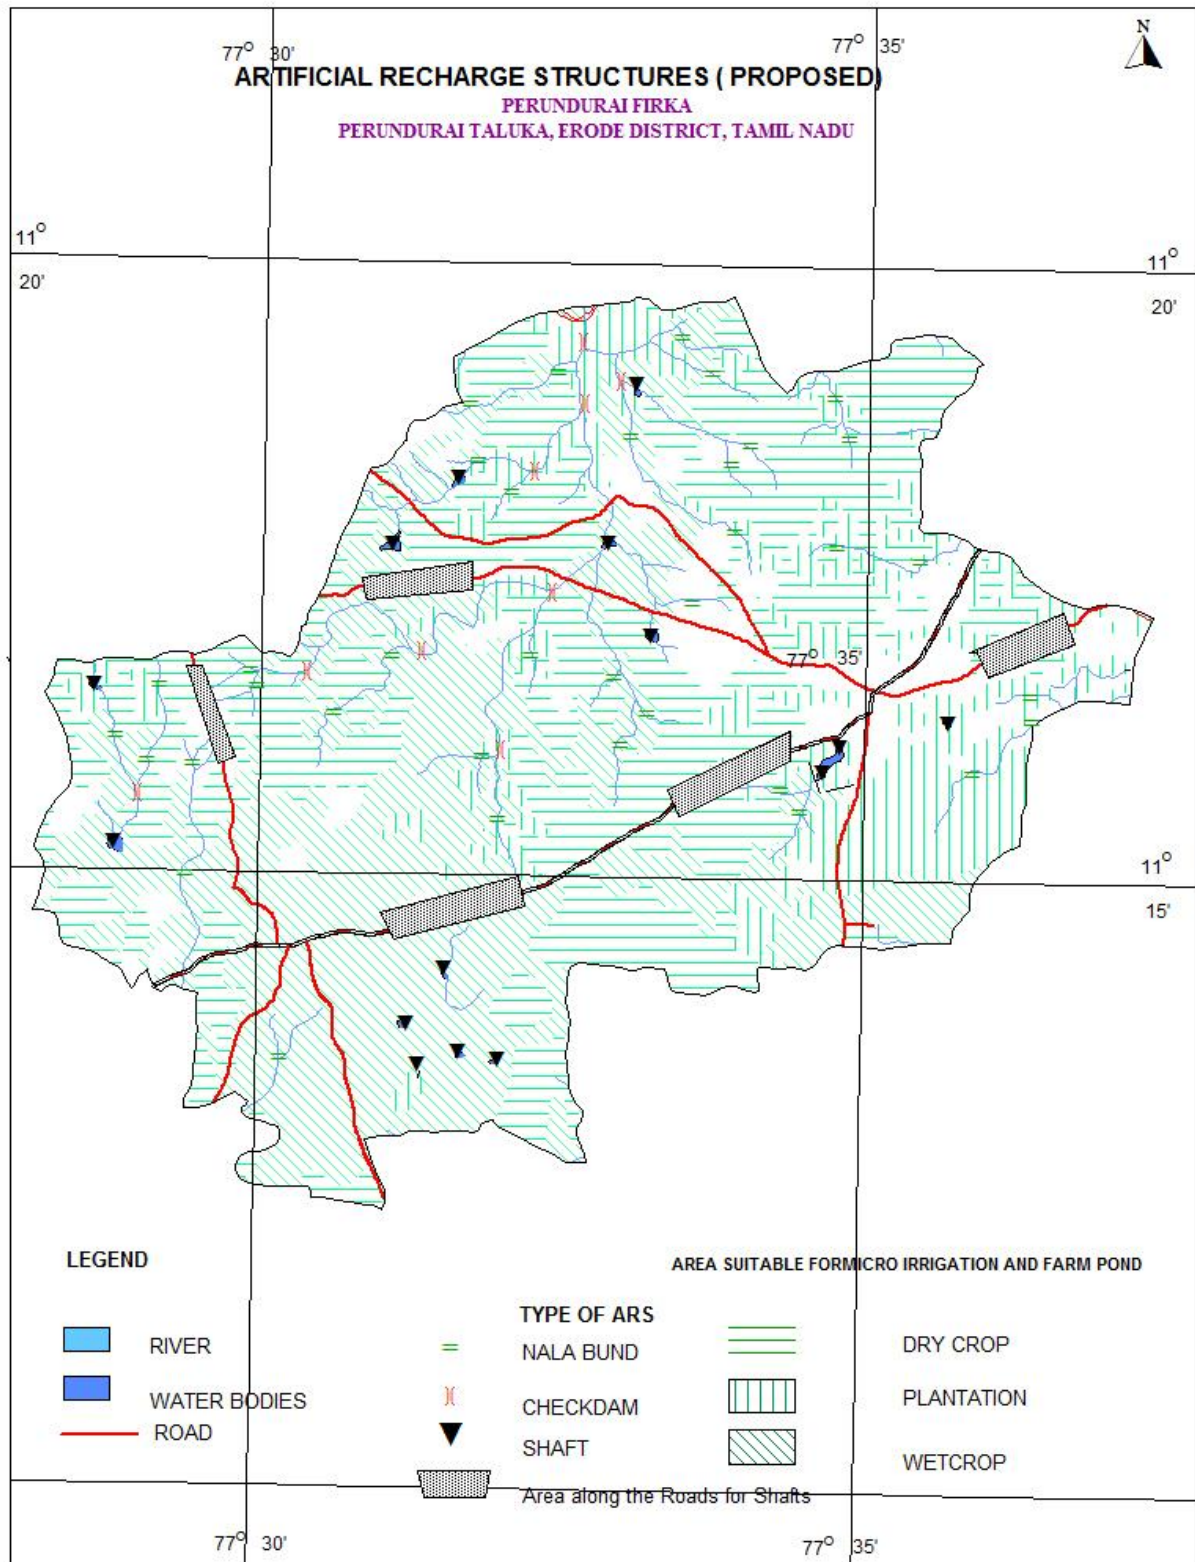 77° 30'
77° 35'
N
ARTIFICIAL RECHARGE STRUCTURES ( PROPOSED)
PERUNDURAI FIRKA
PERUNDURAI TALUKA, ERODE DISTRICT, TAMIL NADU
11°
20'
11°
20'
77° 35'
11°
15'
LEGEND
AREA SUITABLE FORMICRO IRRIGATION AND FARM POND
TYPE OF ARS
RIVER
NALA BUND
DRY CROP
WATER BODIES
CHECKDAM
PLANTATION
ROAD
SHAFT
WETCROP
Area along the Roads for Shafts
77° 30'
77° 35'